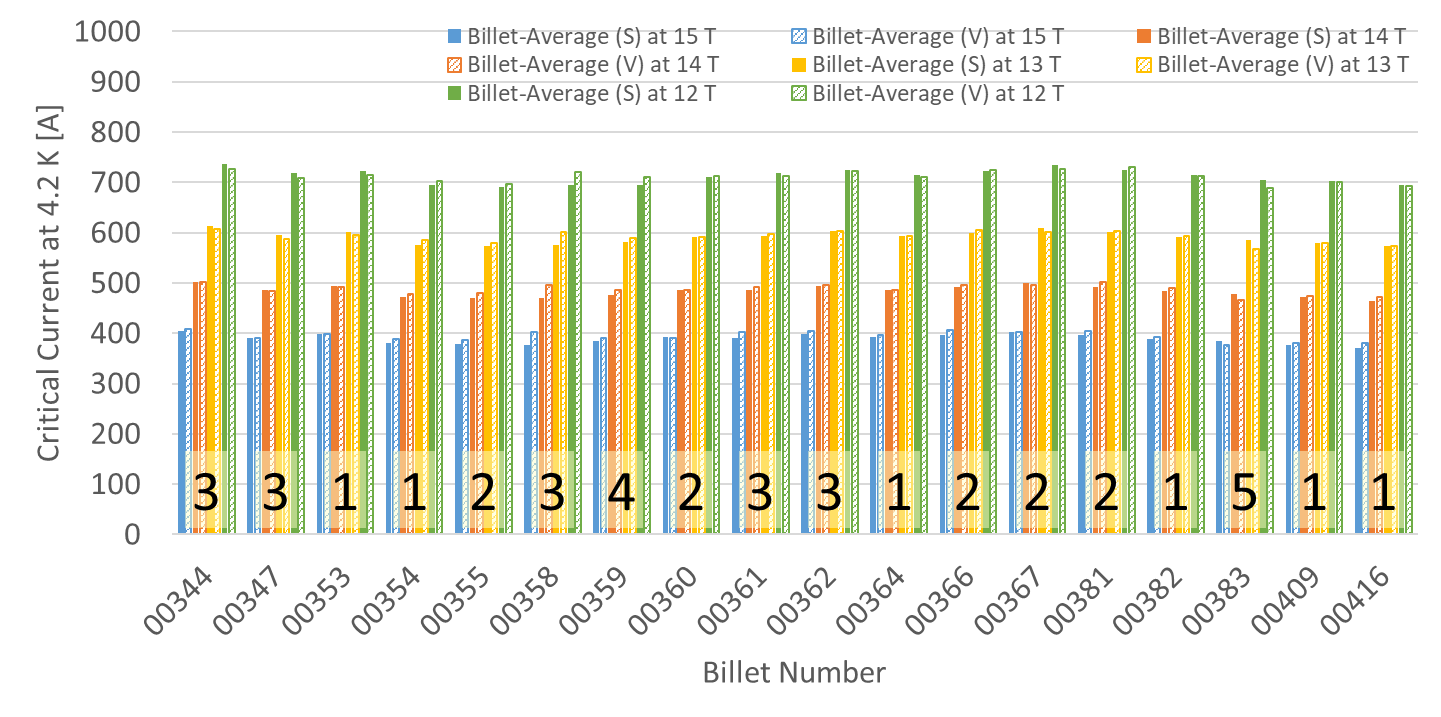 1000
900
800
700
600
500
400
300
200
100
0
Critical Current at 4.2 K [A]
Billet-Average (S) at 15 T Billet-Average (V) at 15 T Billet-Average (S) at 14 T
Billet-Average (V) at 14 T Billet-Average (S) at 13 T Billet-Average (V) at 13 T
Billet-Average (S) at 12 T Billet-Average (V) at 12 T
3 3 1 1 2 3 4 2 3 3 1 2 2 2 1 5 1 1
00344 00347 00353 00354 00355 00358 00359 00360 00361 00362 00364 00366 00367 00381 00382 00383 00409 00416
Billet Number